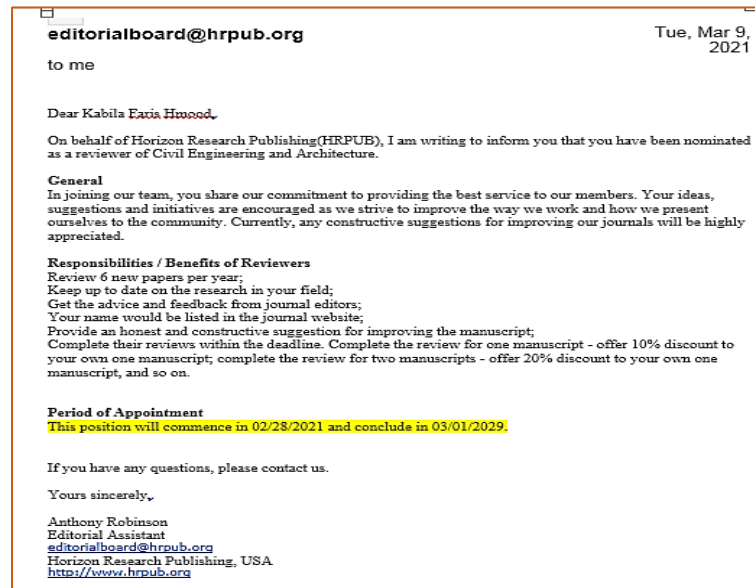 editorialboard@hrpub.org
Tue, Mar 9,
2021
to me
Dear Kabila Faris Hmood,
On behalf of Horizon Research Publishing(HRPUB), I am writing to inform you that you have been nominated
as a reviewer of Civil Engineering and Architecture.
General
In joining our team, you share our commitment to providing the best service to our members. Your ideas,
suggestions and initiatives are encouraged as we strive to improve the way we work and how we present
ourselves to the community. Currently, any constructive suggestions for improving our journals will be highly
appreciated.
Responsibilities / Benefits of Reviewers
Review 6 new papers per year;
Keep up to date on the research in your field;
Get the advice and feedback from journal editors;
Your name would be listed in the journal website;
Provide an honest and constructive suggestion for improving the manuscript;
Complete their reviews within the deadline. Complete the review for one manuscript - offer 10% discount to
your own one manuscript; complete the review for two manuscripts - offer 20% discount to your own one
manuscript, and so on.
Period of Appointment
This position will commence in 02/28/2021 and conclude in 03/01/2029.
If you have any questions, please contact us.
Yours sincerely,
Anthony Robinson
Editorial Assistant
editorialboard@hrpub.org
Horizon Research Publishing, USA
http://www.hrpub.org